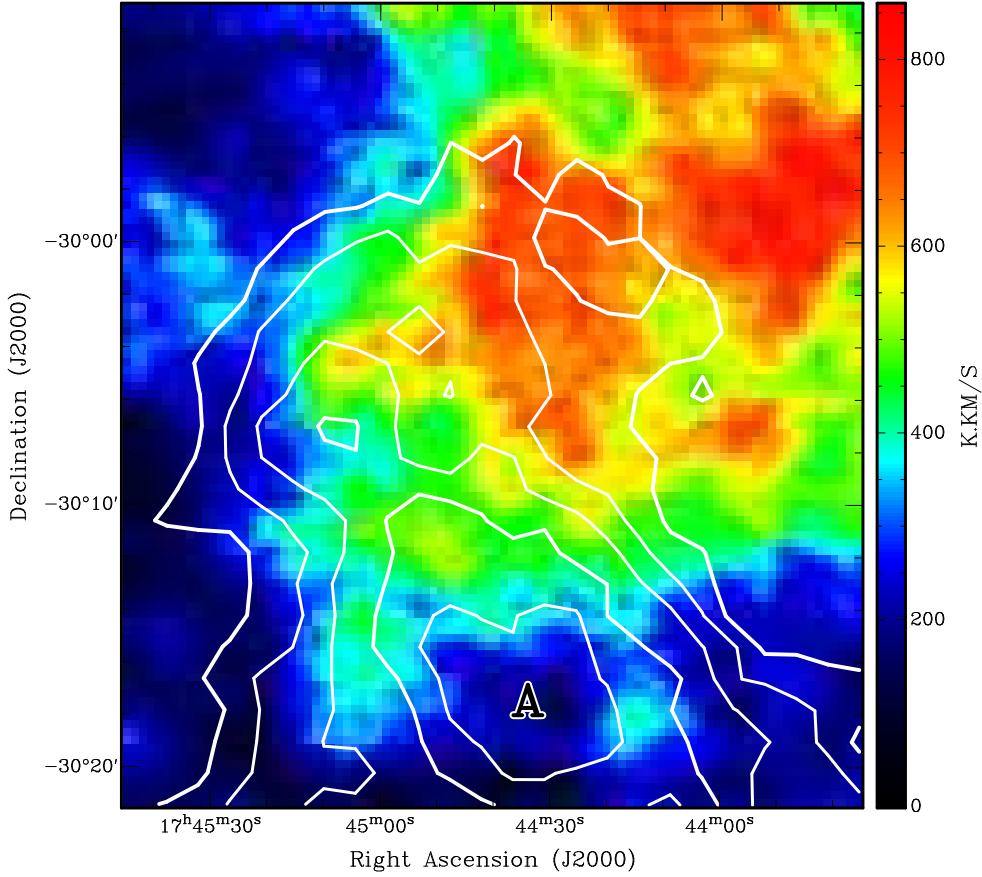 800
−30°00′
600
−30°10′
400
K.KM/S
Declination (J2000)
200
A
−30°20′
0
17ʰ45ᵐ30ˢ 45ᵐ00ˢ 44ᵐ30ˢ 44ᵐ00ˢ
Right Ascension (J2000)